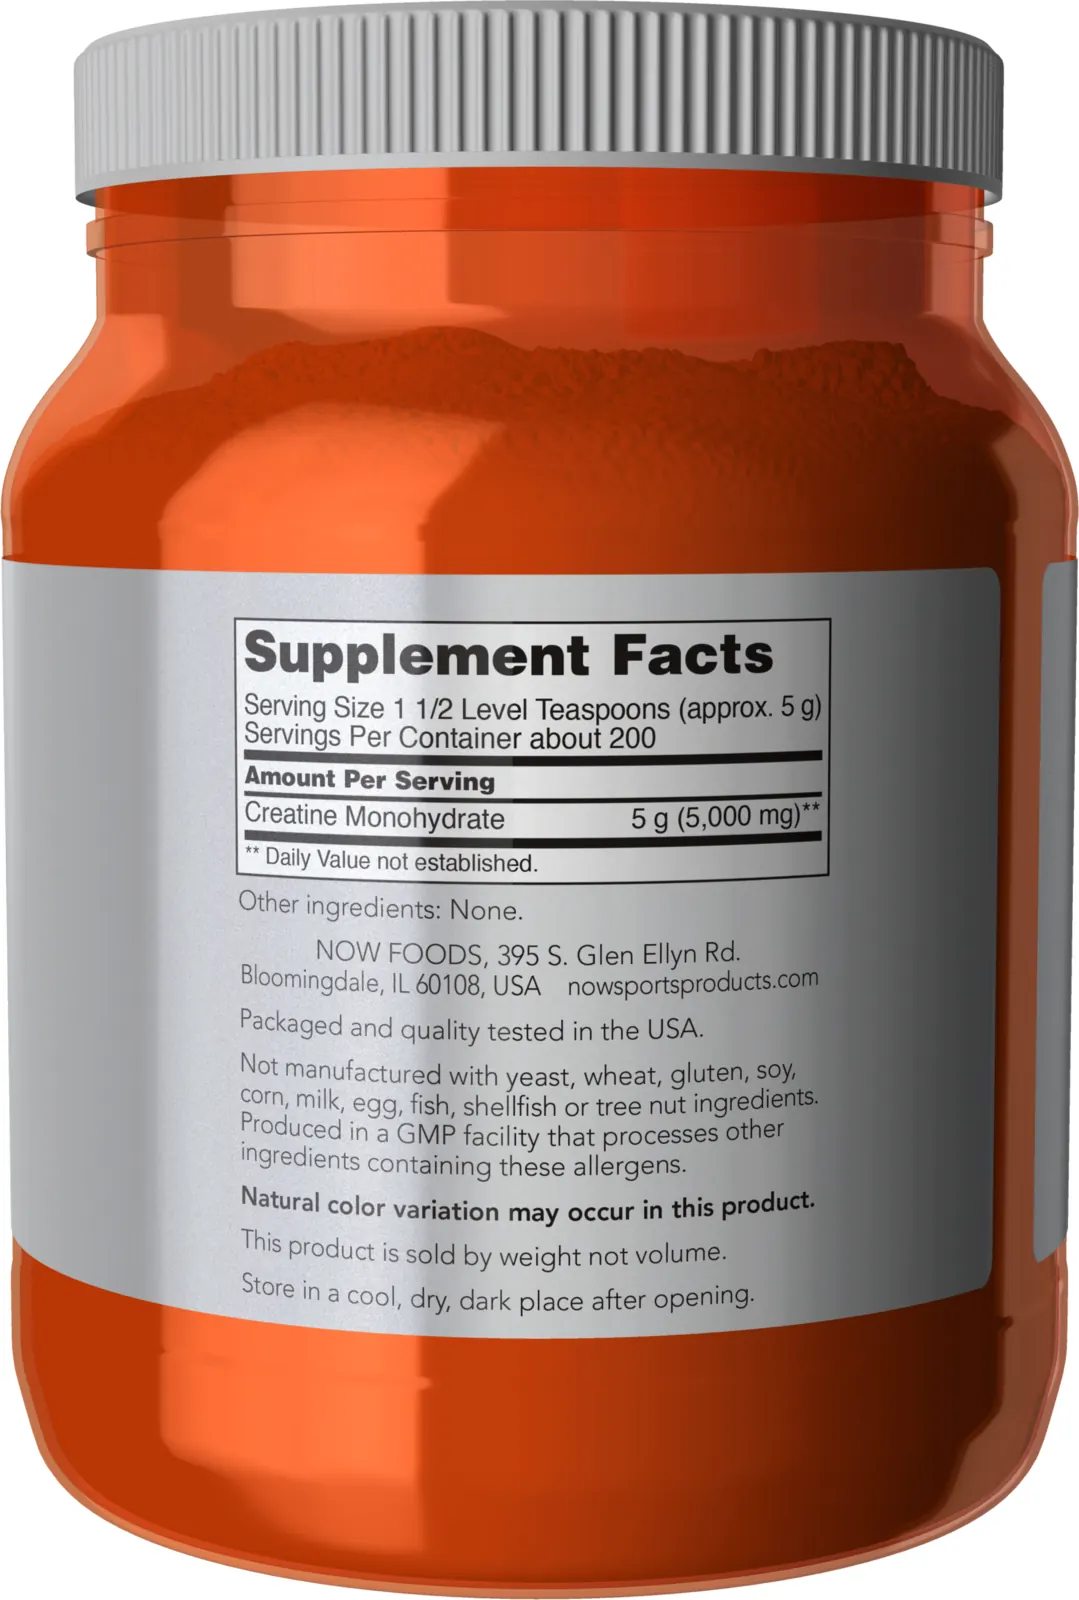 Supplement Facts
Serving Size 1 1/2 Level Teaspoons (approx. 5 g)
Servings Per Container about 200
Amount Per Serving
Creatine Monohydrate 5 g (5,000 mg)**
** Daily Value not established.
Other ingredients: None.
NOW FOODS, 395 S. Glen Ellyn Rd.
Bloomingdale, IL 60108, USA nowsportsproducts.com
Packaged and quality tested in the USA.
Not manufactured with yeast, wheat, gluten, soy,
corn, milk, egg, fish, shellfish or tree nut ingredients.
Produced in a GMP facility that processes other
ingredients containing these allergens.
Natural color variation may occur in this product.
This product is sold by weight not volume.
Store in a cool, dry, dark place after opening.